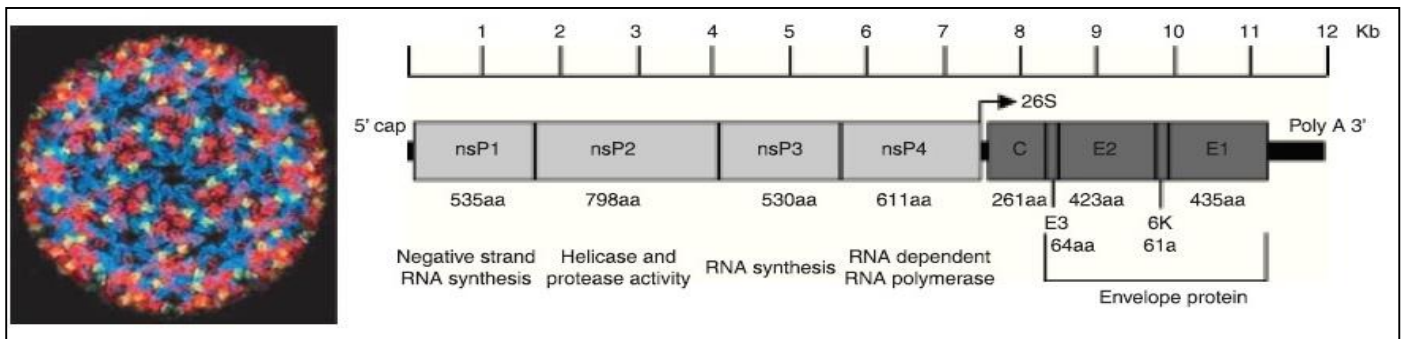 1 2 3 4 5 6 7 8 9 10 11 12 Kb
26S
5' cap
Poly A 3'
nsP1 nsP2 nsP3 nsP4 C E2 E1
535aa 798aa 530aa 611aa 261aa 423aa 435aa
E3 6K
64aa 61a
Negative strand
RNA synthesis
Helicase and
protease activity
RNA synthesis
RNA dependent
RNA polymerase
Envelope protein